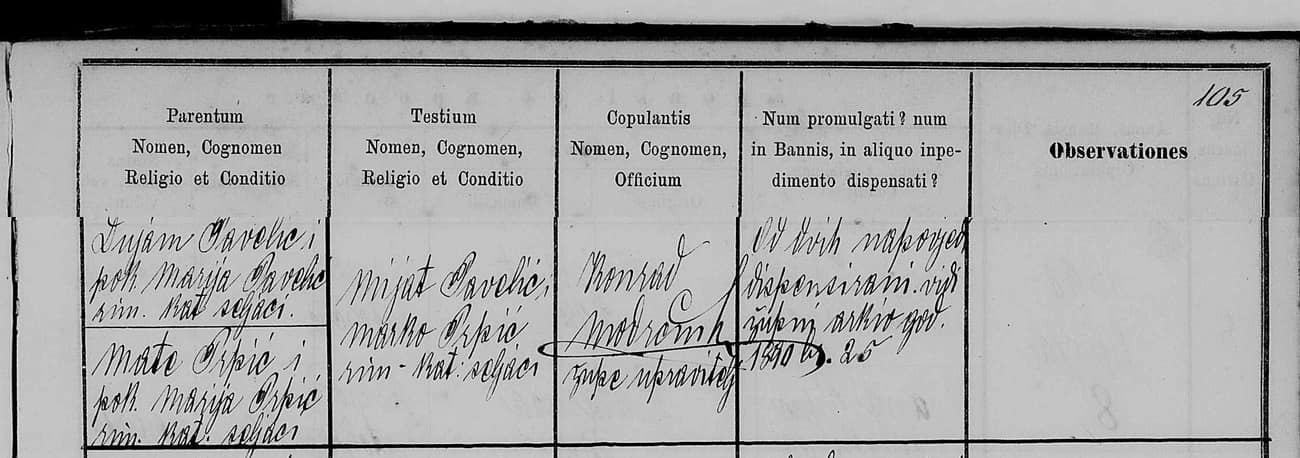 105
Parentum
Nomen, Cognomen
Religio et Conditio
Testium
Nomen, Cognomen,
Religio et Conditio
Copulantis
Nomen, Cognomen,
Officium
Num promulgati? num
in Bannis, in aliquo inpe-
dimento dispensati?
Observationes
Dujam Pavelić i
pok. Marija Pavelić
rim. kat. seljaci.
Mate Prpić i
pok. Marija Prpić
rim. kat. seljaci
Mijat Pavelić i
Marko Prpić
rim. kat. seljaci
Konrad
župe upravitelj
Od dvih napovjedi
dispensirani. vidi
župni arkiv god.
1890 br. 25